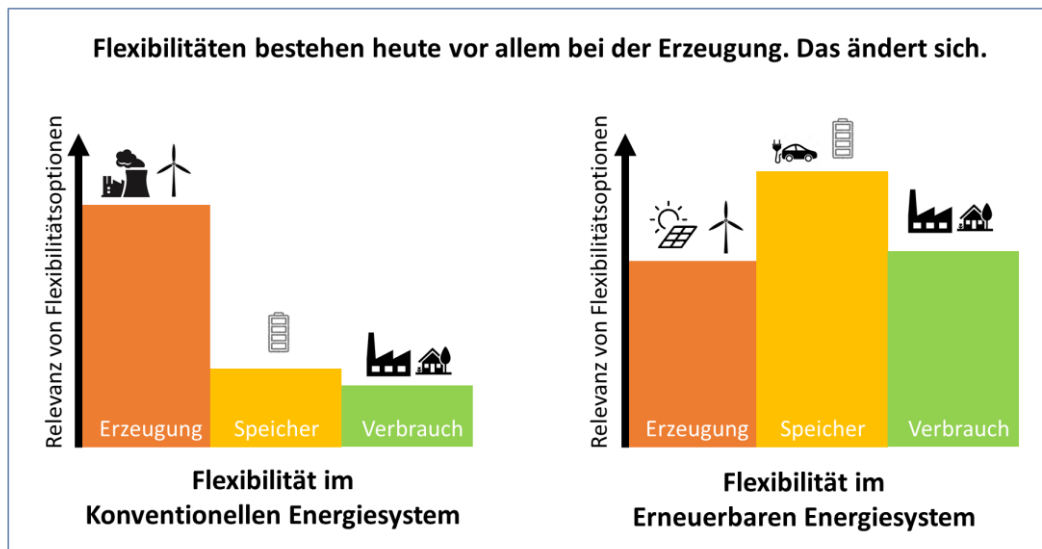 Flexibilitäten bestehen heute vor allem bei der Erzeugung. Das ändert sich.
Relevanz von Flexibilitätsoptionen
Erzeugung
Speicher
Verbrauch
Flexibilität im
Konventionellen Energiesystem
Relevanz von Flexibilitätsoptionen
Erzeugung
Speicher
Verbrauch
Flexibilität im
Erneuerbaren Energiesystem